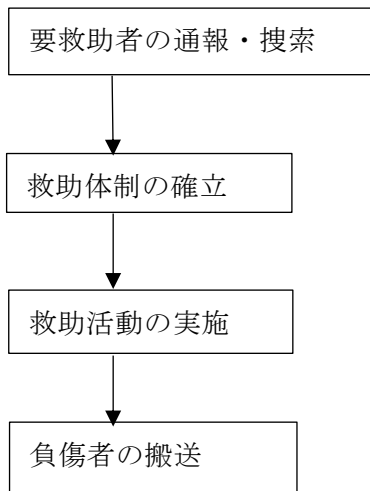 要救助者の通報・捜索
救助体制の確立
救助活動の実施
負傷者の搬送